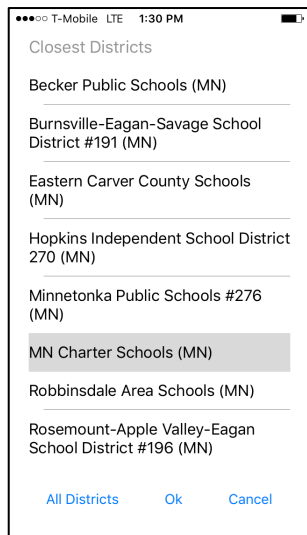 T-Mobile LTE 1:30 PM
Closest Districts
Becker Public Schools (MN)
Burnsville-Eagan-Savage School
District #191 (MN)
Eastern Carver County Schools
(MN)
Hopkins Independent School District
270 (MN)
Minnetonka Public Schools #276
(MN)
MN Charter Schools (MN)
Robbinsdale Area Schools (MN)
Rosemount-Apple Valley-Eagan
School District #196 (MN)
All Districts Ok Cancel